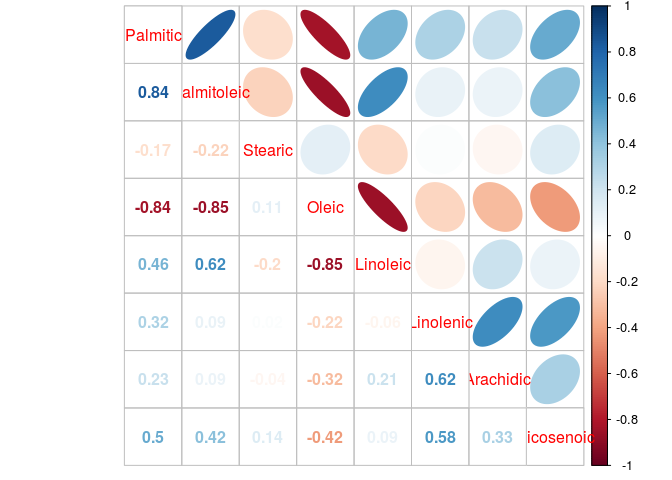 Palmitic
0.84 almitoleic
-0.17 -0.22 Stearic
-0.84 -0.85 0.11 Oleic
0.46 0.62 -0.2 -0.85 Linoleic
0.32 0.09 -0.22 -0.06 Linolenic
0.23 0.09 -0.04 -0.32 0.21 0.62 Arachidic
0.5 0.42 0.14 -0.42 0.09 0.58 0.33 icosenoic
1
0.8
0.6
0.4
0.2
0
-0.2
-0.4
-0.6
-0.8
-1